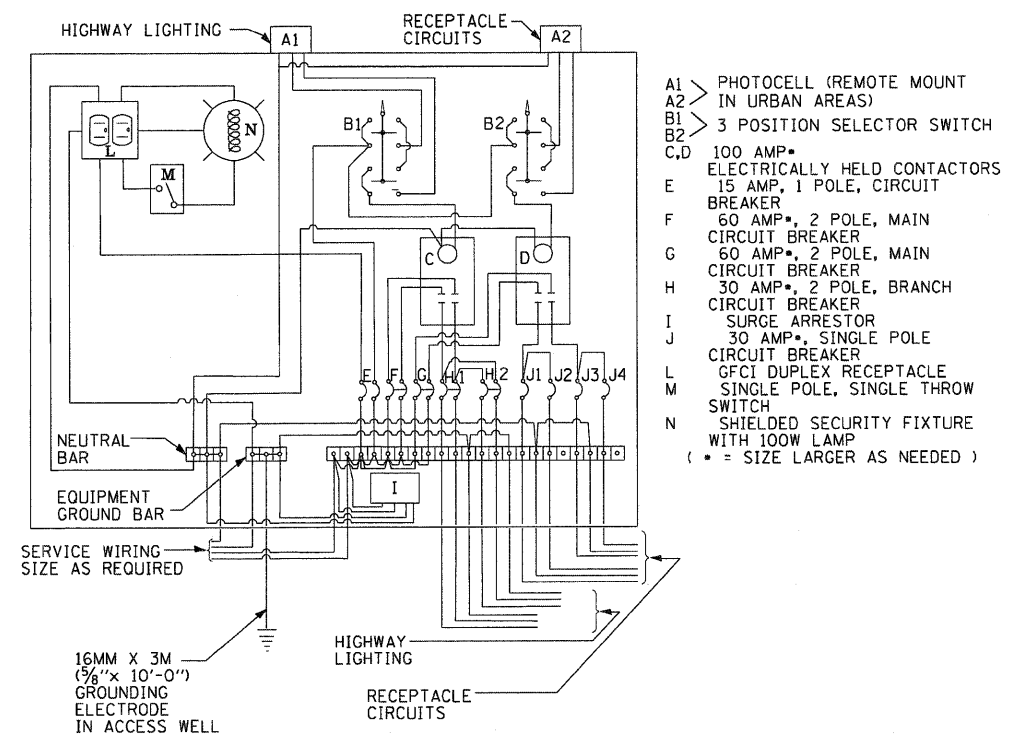 HIGHWAY LIGHTING
A1
RECEPTACLE
CIRCUITS
A2
L
N
M
B1
B2
C
D
E
F
G
H1
H2
J1
J2
J3
J4
NEUTRAL
BAR
EQUIPMENT
GROUND BAR
I
SERVICE WIRING
SIZE AS REQUIRED
16MM X 3M
(5/8"x 10'-0")
GROUNDING
ELECTRODE
IN ACCESS WELL
HIGHWAY
LIGHTING
RECEPTACLE
CIRCUITS
A1
A2
PHOTOCELL (REMOTE MOUNT
IN URBAN AREAS)
B1
B2
3 POSITION SELECTOR SWITCH
C,D 100 AMP*
ELECTRICALLY HELD CONTACTORS
E 15 AMP, 1 POLE, CIRCUIT
BREAKER
F 60 AMP*, 2 POLE, MAIN
CIRCUIT BREAKER
G 60 AMP*, 2 POLE, MAIN
CIRCUIT BREAKER
H 30 AMP*, 2 POLE, BRANCH
CIRCUIT BREAKER
I SURGE ARRESTOR
J 30 AMP*, SINGLE POLE
CIRCUIT BREAKER
L GFCI DUPLEX RECEPTACLE
M SINGLE POLE, SINGLE THROW
SWITCH
N SHIELDED SECURITY FIXTURE
WITH 100W LAMP
( * = SIZE LARGER AS NEEDED )